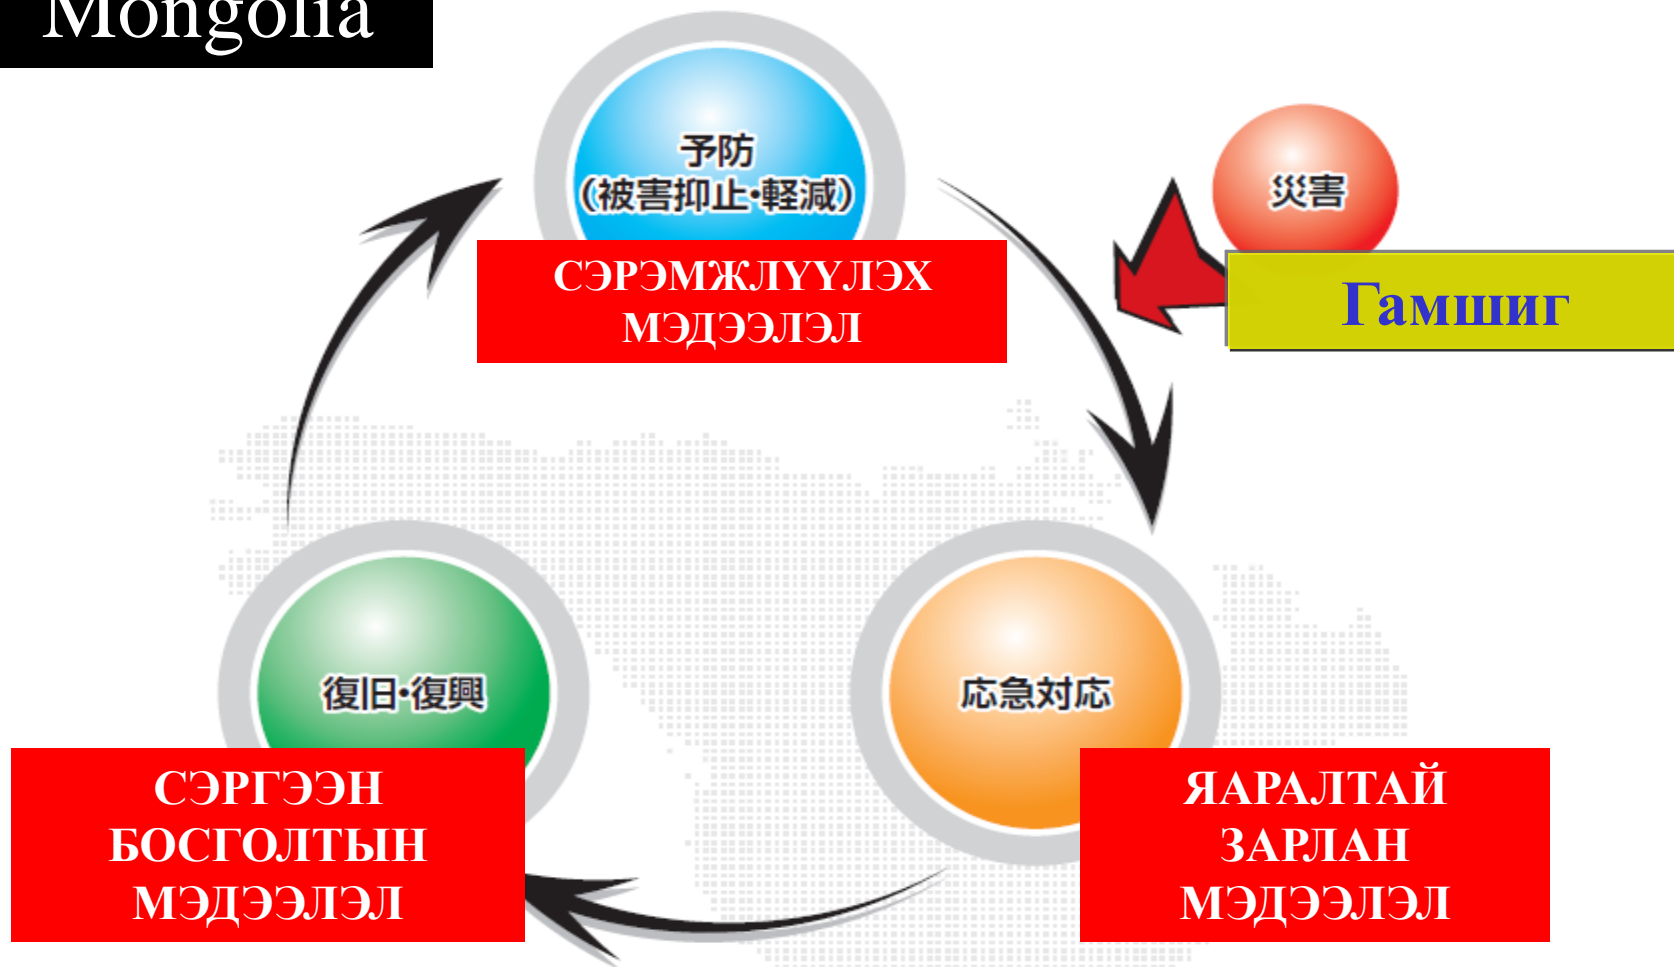 Mongolia
予防
(被害抑止・軽減)
災害
СЭРЭМЖЛҮҮЛЭХ
МЭДЭЭЛЭЛ
Гамшиг
復旧・復興
応急対応
СЭРГЭЭН
БОСГОЛТЫН
МЭДЭЭЛЭЛ
ЯАРАЛТАЙ
ЗАРЛАН
МЭДЭЭЛЭЛ